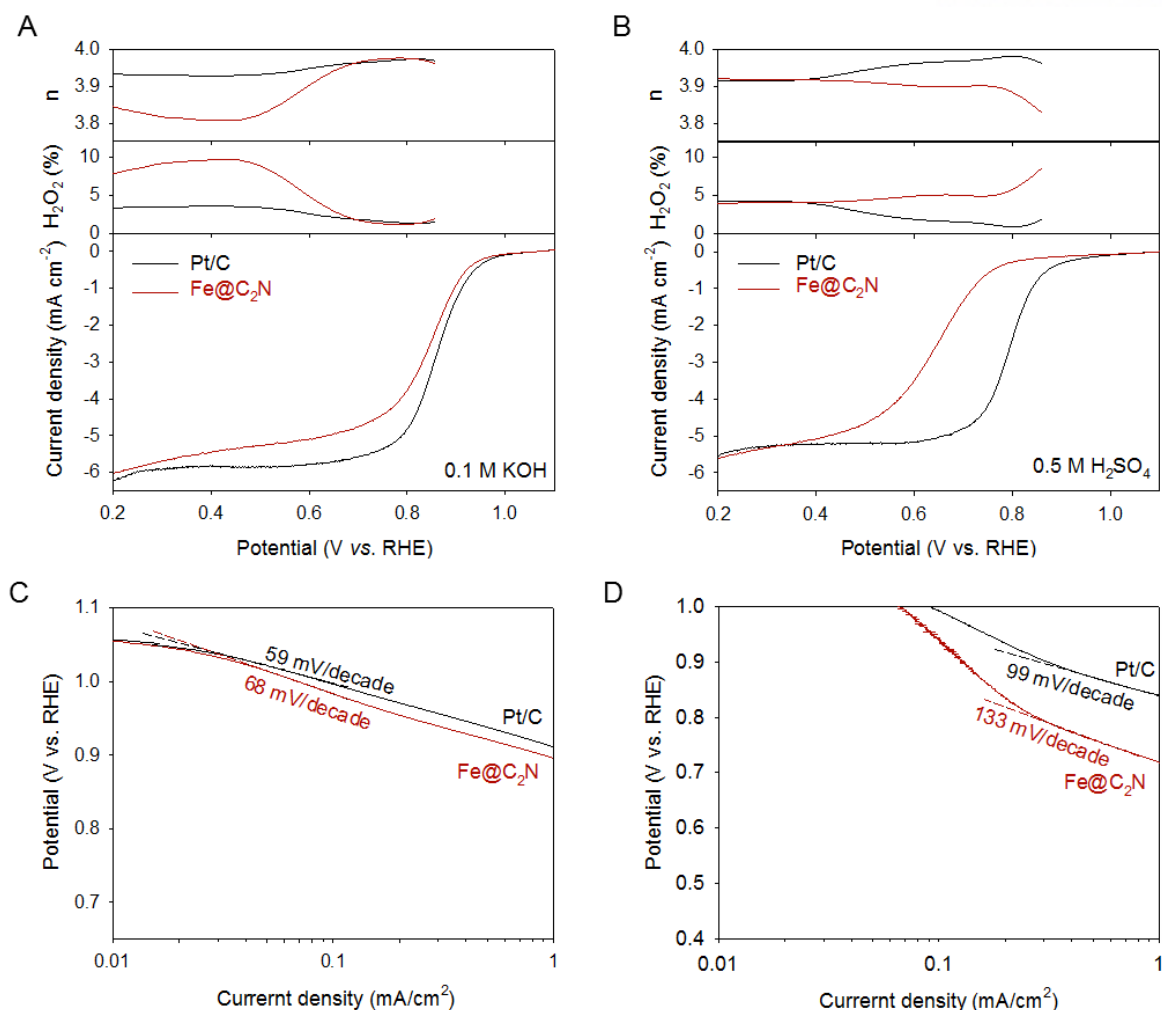 A
4.0
3.9
3.8
n
10
5
0
H2O2 (%)
0
-1
-2
-3
-4
-5
-6
Current density (mA cm-2)
Pt/C
Fe@C2N
0.1 M KOH
0.2 0.4 0.6 0.8 1.0
Potential (V vs. RHE)
B
4.0
3.9
3.8
n
10
5
0
H2O2 (%)
0
-1
-2
-3
-4
-5
-6
Current density (mA cm-2)
Pt/C
Fe@C2N
0.5 M H2SO4
0.2 0.4 0.6 0.8 1.0
Potential (V vs. RHE)
C
1.1
1.0
0.9
0.8
0.7
Potential (V vs. RHE)
59 mV/decade
68 mV/decade
Pt/C
Fe@C2N
0.01 0.1 1
Currernt density (mA/cm2)
D
1.0
0.9
0.8
0.7
0.6
0.5
0.4
Potential (V vs. RHE)
Pt/C
99 mV/decade
133 mV/decade
Fe@C2N
0.01 0.1 1
Currernt density (mA/cm2)